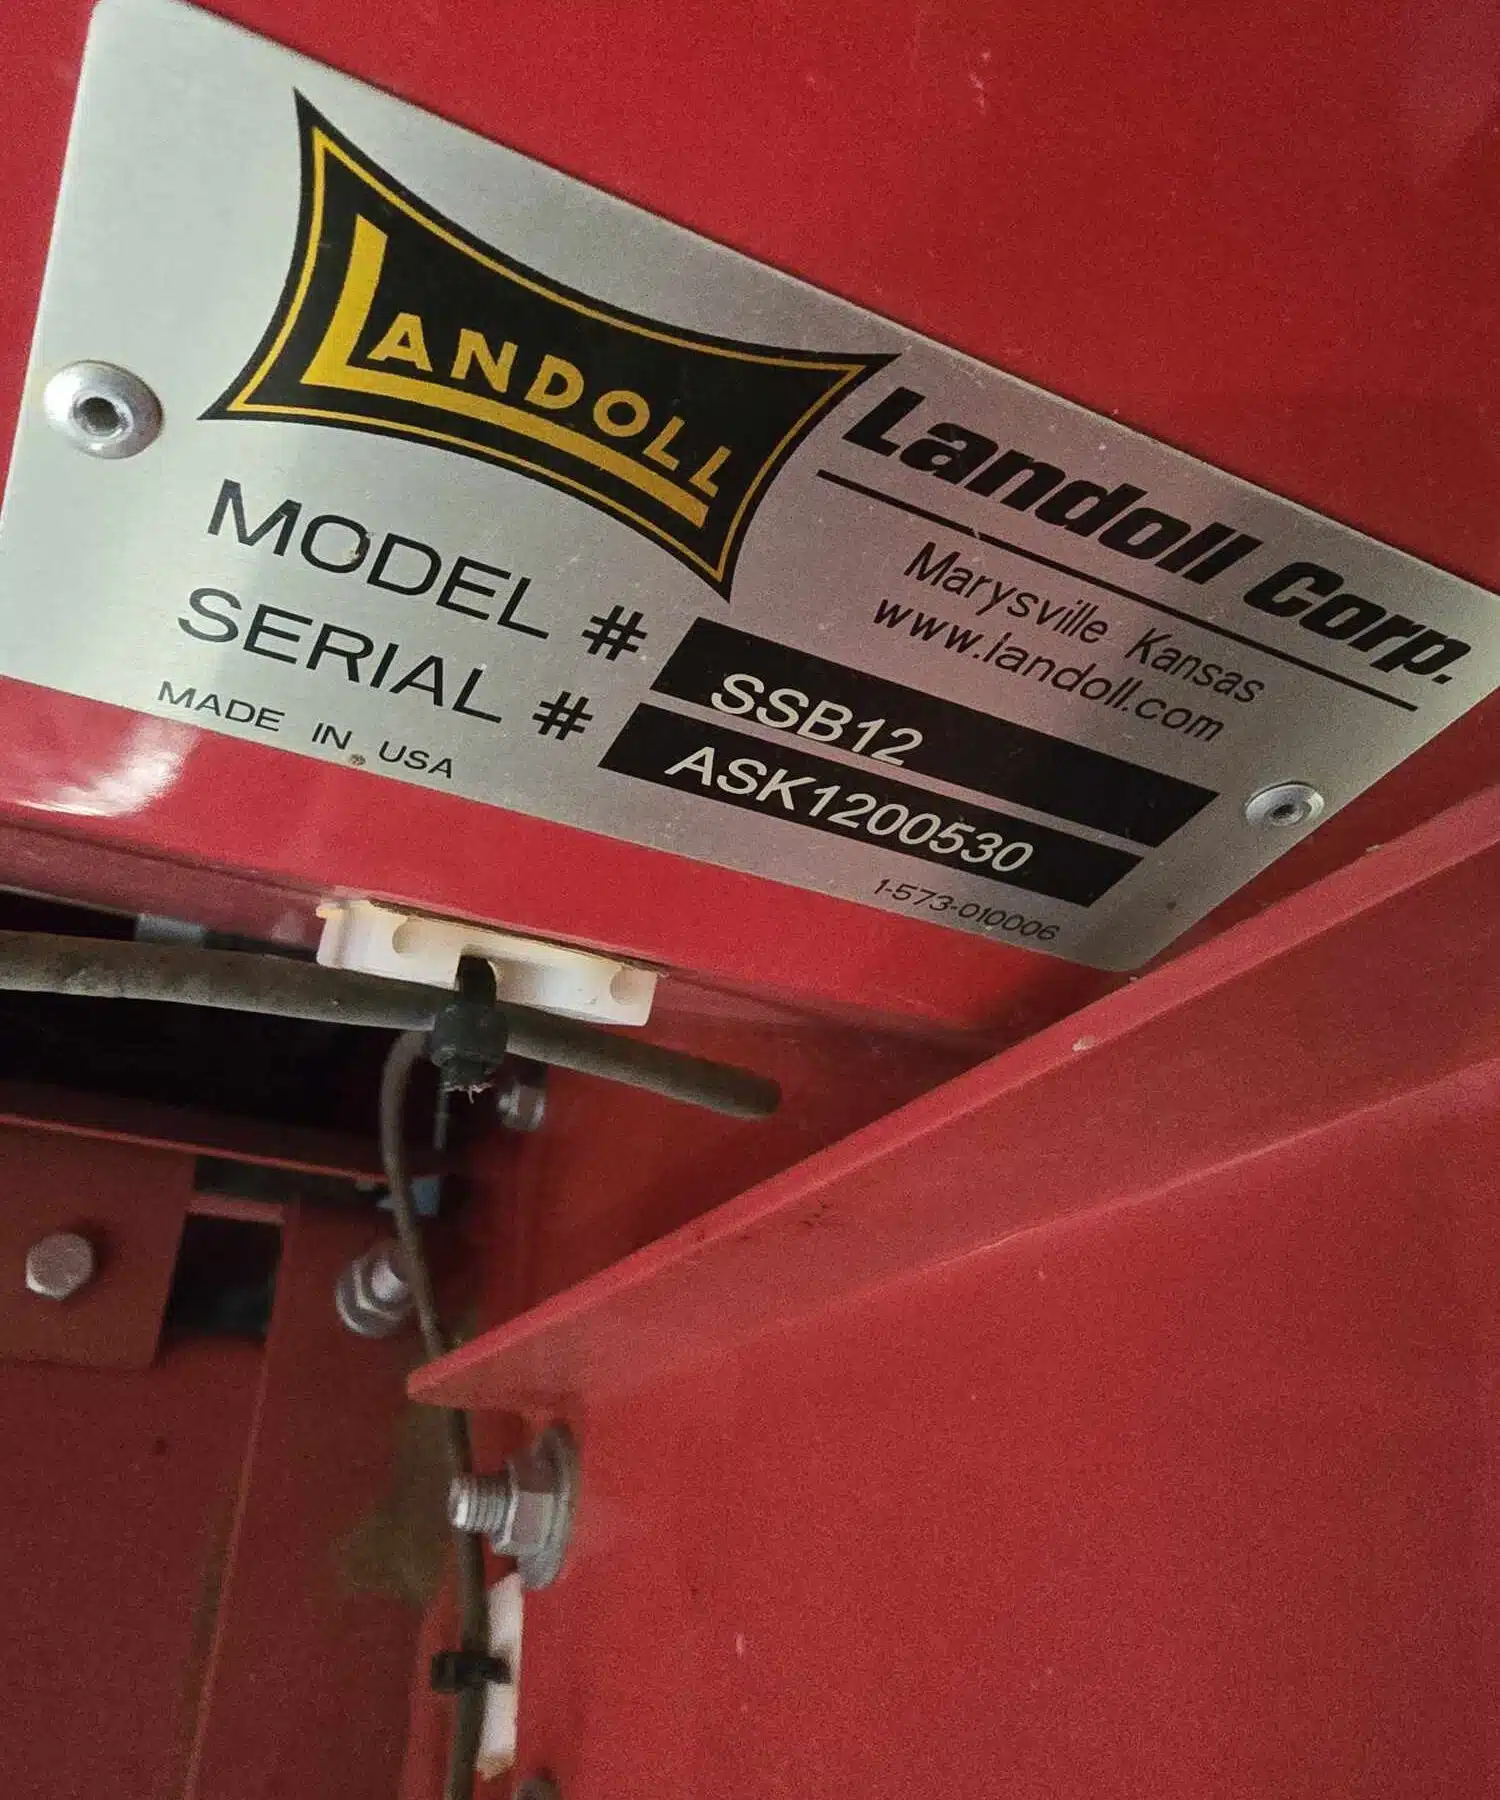 LANDOLL
Landoll Corp.
Marysville Kansas
www.landoll.com
MODEL # SSB12
SERIAL # ASK1200530
MADE IN USA
1-573-010006